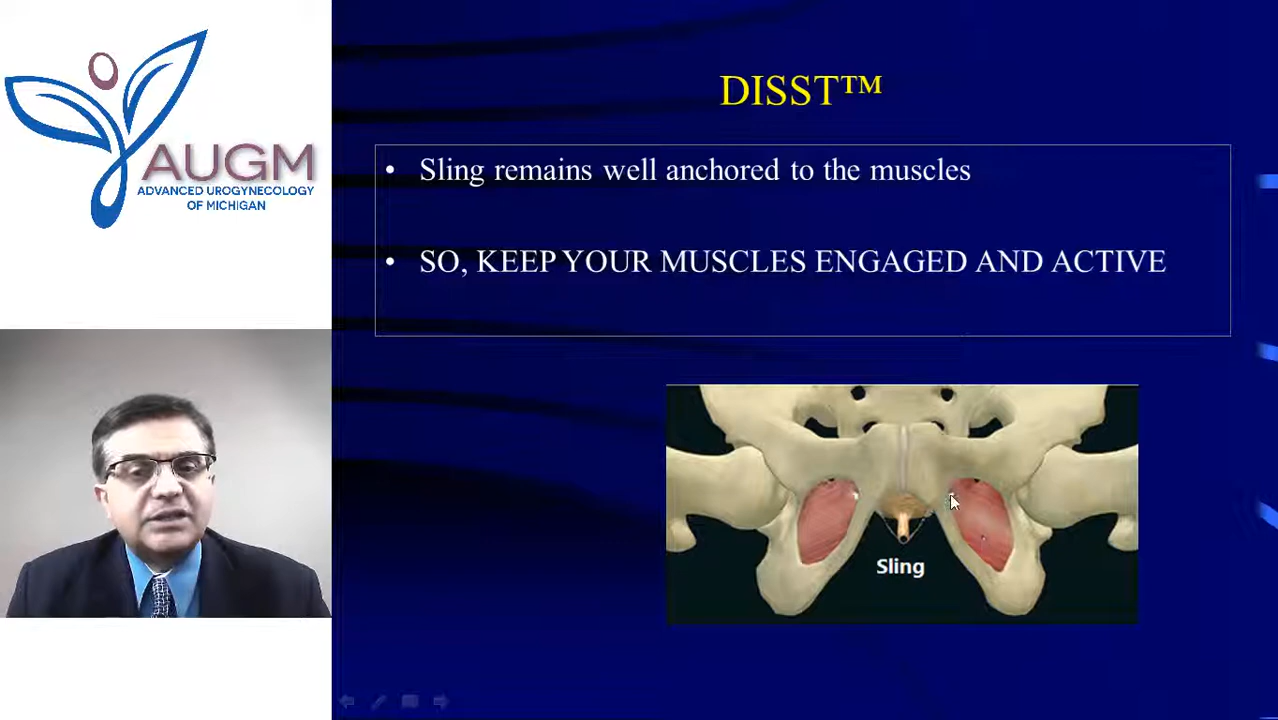 AUGM
ADVANCED UROGYNECOLOGY
OF MICHIGAN
DISST™
• Sling remains well anchored to the muscles
• SO, KEEP YOUR MUSCLES ENGAGED AND ACTIVE
Sling